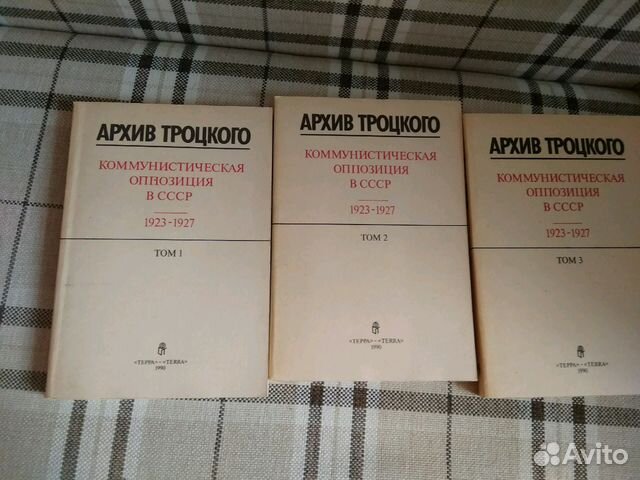 АРХИВ ТРОЦКОГО
КОММУНИСТИЧЕСКАЯ
ОППОЗИЦИЯ
В СССР
1923-1927
ТОМ 1
«ТЕРРА» - «TERRA»
1990
АРХИВ ТРОЦКОГО
КОММУНИСТИЧЕСКАЯ
ОППОЗИЦИЯ
В СССР
1923-1927
ТОМ 2
«ТЕРРА» - «TERRA»
1990
АРХИВ ТРОЦКОГО
КОММУНИСТИЧЕСКАЯ
ОППОЗИЦИЯ
В СССР
1923-1927
ТОМ 3
«ТЕРРА» - «TERRA»
1990
Avito